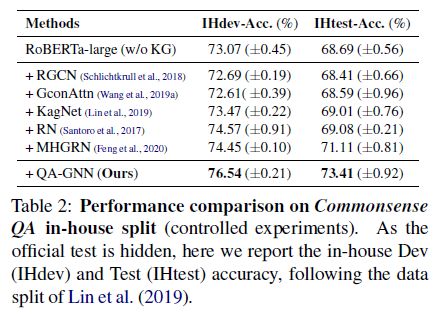 Methods IHdev-Acc. (%) IHtest-Acc. (%)
RoBERTa-large (w/o KG) 73.07 (±0.45) 68.69 (±0.56)
+ RGCN (Schlichtkrull et al., 2018) 72.69 (±0.19) 68.41 (±0.66)
+ GconAttn (Wang et al., 2019a) 72.61( ±0.39) 68.59 (±0.96)
+ KagNet (Lin et al., 2019) 73.47 (±0.22) 69.01 (±0.76)
+ RN (Santoro et al., 2017) 74.57 (±0.91) 69.08 (±0.21)
+ MHGRN (Feng et al., 2020) 74.45 (±0.10) 71.11 (±0.81)
+ QA-GNN (Ours) 76.54 (±0.21) 73.41 (±0.92)
Table 2: Performance comparison on Commonsense
QA in-house split (controlled experiments). As the
official test is hidden, here we report the in-house Dev
(IHdev) and Test (IHtest) accuracy, following the data
split of Lin et al. (2019).